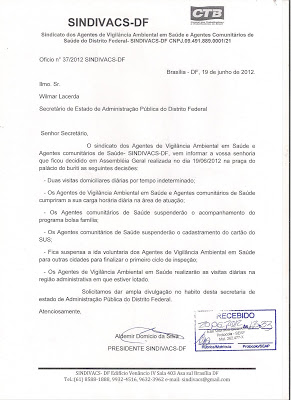 SINDIVACS-DF
CTB
Sindicato dos Agentes de Vigilância Ambiental em Saúde e Agentes Comunitários de
Saúde do Distrito Federal- SINDIVACS-DF CNPJ.09.491.889.0001/21
Oficio n° 37/2012 SINDIVACS-DF
Brasília - DF, 19 de junho de 2012.
Ilmo. Sr.
Wilmar Lacerda
Secretário de Estado de Administração Pública do Distrito Federal
Senhor Secretário,
O sindicato dos Agentes de Vigilância Ambiental em Saúde e
Agentes comunitários de Saúde- SINDIVACS-DF, vem informar a vossa senhoria
que ficou decidido em Assembléia Geral realizada no dia 19/06/2012 na praça do
palácio do buriti as seguintes decisões:
- Duas visitas domiciliares diárias por tempo indeterminado;
- Os Agentes de Vigilância Ambiental em Saúde e Agentes comunitários de Saúde
cumpriram a sua carga horária diária na área de atuação;
- Os Agentes comunitários de Saúde suspenderão o acompanhamento do
programa bolsa família;
- Os Agentes comunitários de Saúde suspenderão o cadastramento do cartão do
SUS;
- Fica suspensa a ida voluntaria dos Agentes de Vigilância Ambiental em Saúde
para outras cidades para finalizar o primeiro ciclo de inspeção;
- Os Agentes de Vigilância Ambiental em Saúde realizarão as visitas diárias na
região administrativa em que estiver lotado.
Solicitamos dar ampla divulgação no habito desta secretaria de
estado de Administração Pública do Distrito Federal.
Atenciosamente,
RECEBIDO
Aldemir Domicio da Silva
PRESIDENTE SINDIVACS-DF
Rubrica/Matrícula Protocolo/SEAP
SINDIVACS- DF Edifício Venâncio IV Sala 403 Asa sul Brasília DF
Tel.(61) 8588-1088, 9932-4516, 9632-3962 e-mail: sindivacs@gmail.com